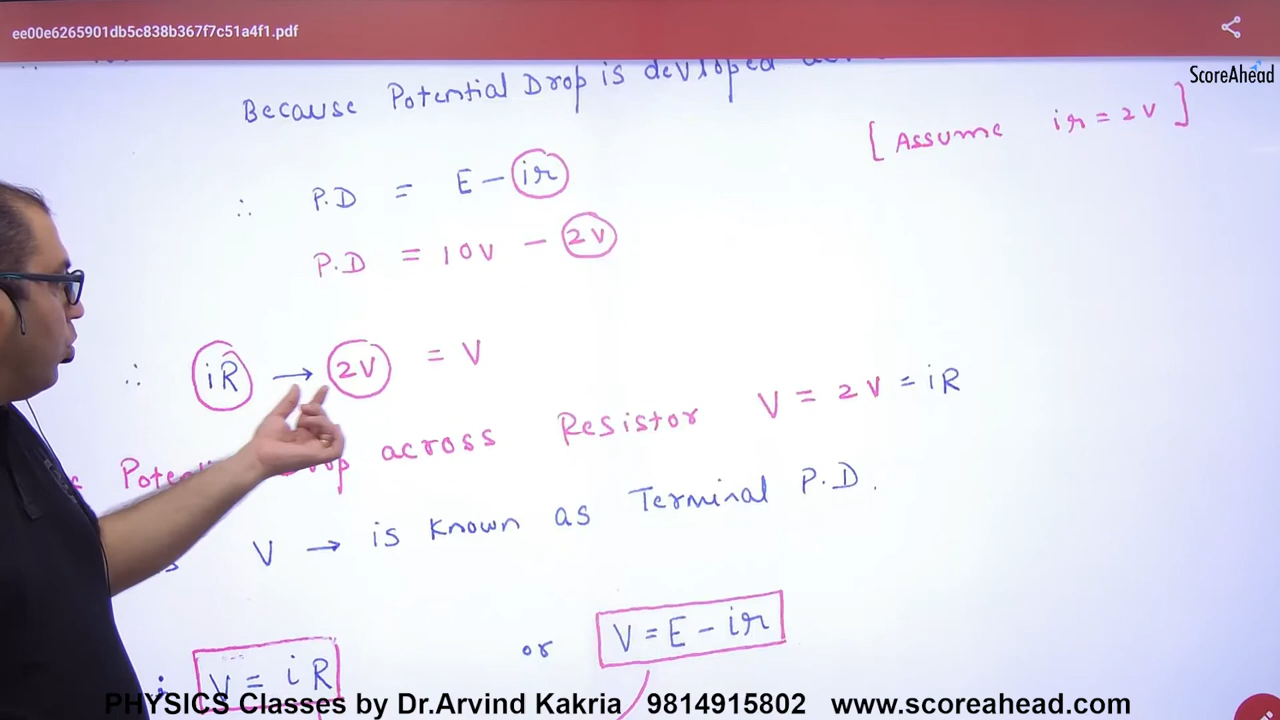 ee00e6265901db5c838b367f7c51a4f1.pdf
ScoreAhead
Because Potential Drop is devloped
[Assume ir = 2V]
∴ P.D = E - ir
P.D = 10V - 2V
∴ iR → 2V = V
across Resistor V = 2V = iR
V → is known as Terminal P.D.
V = iR or V = E - ir
PHYSICS Classes by Dr.Arvind Kakria 9814915802 www.scoreahead.com